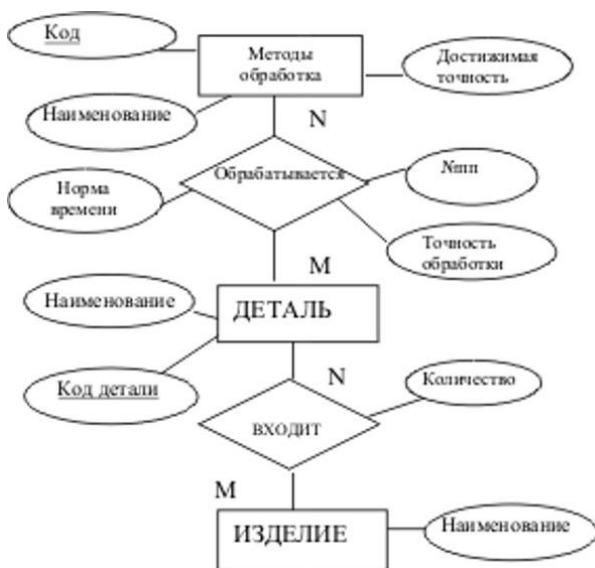 Код
Методы
обработка
Достижимая
точность
Наименование
N
Обрабатывается
№пп
Норма
времени
Точность
обработки
M
Наименование
ДЕТАЛЬ
Код детали
N
Количество
ВХОДИТ
M
ИЗДЕЛИЕ
Наименование